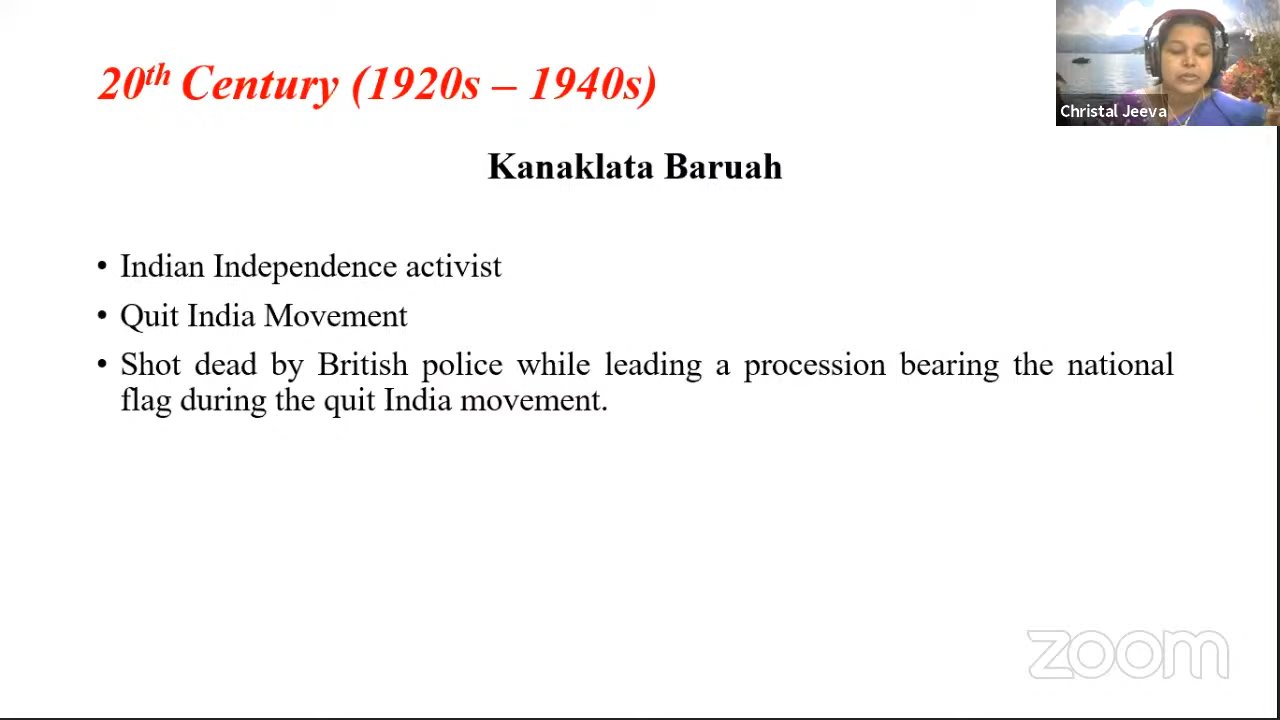 20th Century (1920s – 1940s)
Christal Jeeva
Kanaklata Baruah
• Indian Independence activist
• Quit India Movement
• Shot dead by British police while leading a procession bearing the national
flag during the quit India movement.
zoom